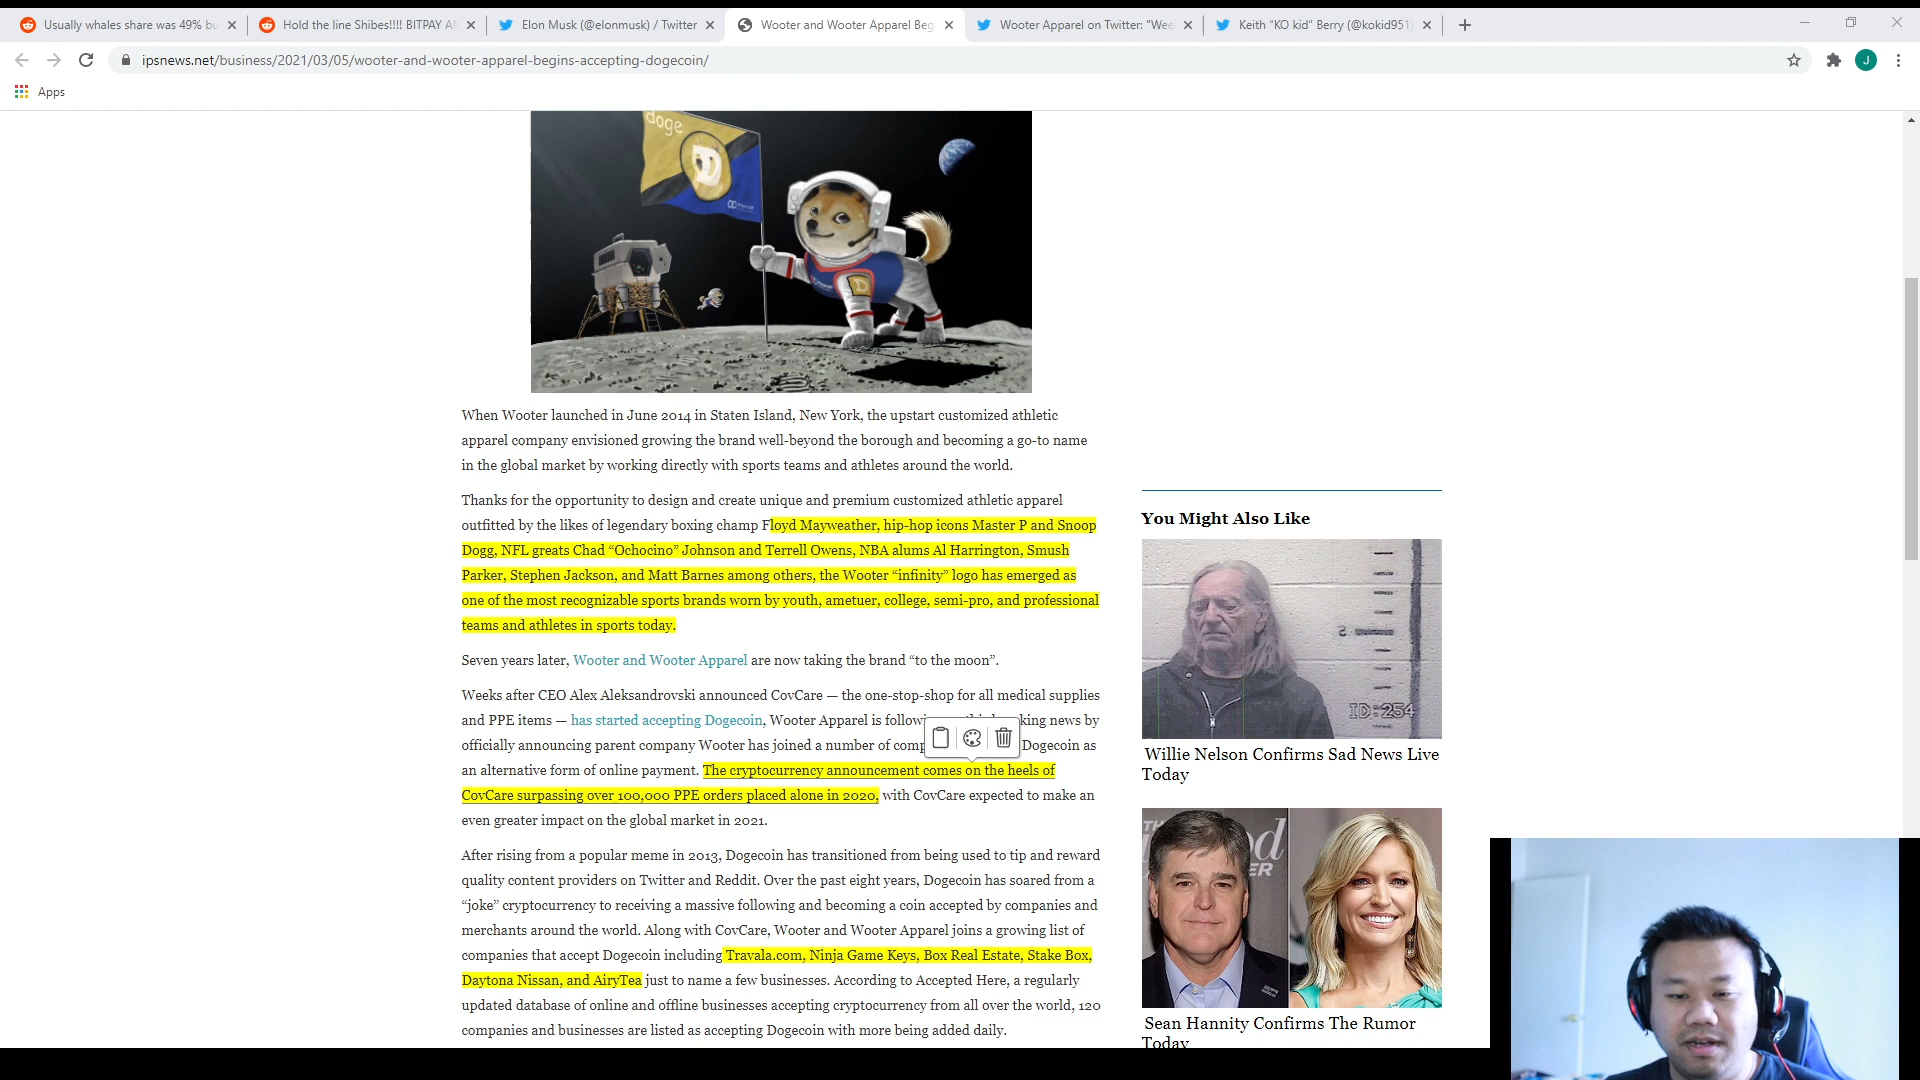 Usually whales share was 49% bu
Hold the line Shibes!!!! BITPAY A
Elon Musk (@elonmusk) / Twitter
Wooter and Wooter Apparel Beg
Wooter Apparel on Twitter: "Wee
Keith "KO kid" Berry (@kokid951)
ipsnews.net/business/2021/03/05/wooter-and-wooter-apparel-begins-accepting-dogecoin/
J
Apps
doge
D
D
When Wooter launched in June 2014 in Staten Island, New York, the upstart customized athletic
apparel company envisioned growing the brand well-beyond the borough and becoming a go-to name
in the global market by working directly with sports teams and athletes around the world.
Thanks for the opportunity to design and create unique and premium customized athletic apparel
outfitted by the likes of legendary boxing champ Floyd Mayweather, hip-hop icons Master P and Snoop
Dogg, NFL greats Chad “Ochocino” Johnson and Terrell Owens, NBA alums Al Harrington, Smush
Parker, Stephen Jackson, and Matt Barnes among others, the Wooter “infinity” logo has emerged as
one of the most recognizable sports brands worn by youth, ametuer, college, semi-pro, and professional
teams and athletes in sports today.
Seven years later, Wooter and Wooter Apparel are now taking the brand “to the moon”.
Weeks after CEO Alex Aleksandrovski announced CovCare — the one-stop-shop for all medical supplies
and PPE items — has started accepting Dogecoin, Wooter Apparel is follow king news by
officially announcing parent company Wooter has joined a number of comp Dogecoin as
an alternative form of online payment. The cryptocurrency announcement comes on the heels of
CovCare surpassing over 100,000 PPE orders placed alone in 2020, with CovCare expected to make an
even greater impact on the global market in 2021.
After rising from a popular meme in 2013, Dogecoin has transitioned from being used to tip and reward
quality content providers on Twitter and Reddit. Over the past eight years, Dogecoin has soared from a
“joke” cryptocurrency to receiving a massive following and becoming a coin accepted by companies and
merchants around the world. Along with CovCare, Wooter and Wooter Apparel joins a growing list of
companies that accept Dogecoin including Travala.com, Ninja Game Keys, Box Real Estate, Stake Box,
Daytona Nissan, and AiryTea just to name a few businesses. According to Accepted Here, a regularly
updated database of online and offline businesses accepting cryptocurrency from all over the world, 120
companies and businesses are listed as accepting Dogecoin with more being added daily.
You Might Also Like
ID:254
Willie Nelson Confirms Sad News Live
Today
Sean Hannity Confirms The Rumor
Today